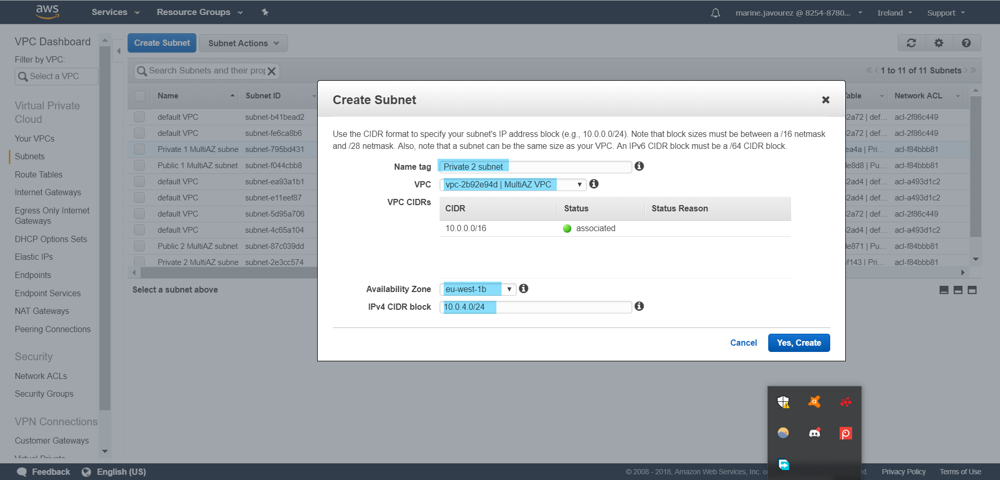 aws
Services
Resource Groups
marine.javourez @ 8254-8780...
Ireland
Support
VPC Dashboard
Filter by VPC:
Select a VPC
Virtual Private
Cloud
Your VPCs
Subnets
Route Tables
Internet Gateways
Egress Only Internet
Gateways
DHCP Options Sets
Elastic IPs
Endpoints
Endpoint Services
NAT Gateways
Peering Connections
Security
Network ACLs
Security Groups
VPN Connections
Customer Gateways
Virtual Private
Create Subnet
Subnet Actions
Search Subnets and their prop
1 to 11 of 11 Subnets
Name Subnet ID Table Network ACL
default VPC subnet-b41bead2 2a72 | def... acl-2f86c449
default VPC subnet-fe6ca8b6 2a72 | def... acl-2f86c449
Private 1 MultiAZ subne subnet-795bd431 ea4a | Pri... acl-f84bbb81
Public 1 MultiAZ subnet subnet-f044cbb8 e8d8 | Pu... acl-f84bbb81
default VPC subnet-ea93a1b1 2ad4 | def... acl-a493d1c2
default VPC subnet-e11eef87 2ad4 | def... acl-a493d1c2
default VPC subnet-5d95a706 2a72 | def... acl-2f86c449
default VPC subnet-4c65a104 2ad4 | def... acl-a493d1c2
Public 2 MultiAZ subnet subnet-87c039dd e871 | Pu... acl-f84bbb81
Private 2 MultiAZ subne subnet-2e3cc574 f143 | Pri... acl-f84bbb81
Select a subnet above
Create Subnet
Use the CIDR format to specify your subnet's IP address block (e.g., 10.0.0.0/24). Note that block sizes must be between a /16 netmask
and /28 netmask. Also, note that a subnet can be the same size as your VPC. An IPv6 CIDR block must be a /64 CIDR block.
Name tag Private 2 subnet
VPC vpc-2b92e94d | MultiAZ VPC
VPC CIDRs
CIDR Status Status Reason
10.0.0.0/16 associated
Availability Zone eu-west-1b
IPv4 CIDR block 10.0.4.0/24
Cancel
Yes, Create
Feedback
English (US)
© 2008 - 2018, Amazon Web Services, Inc. o d.
Privacy Policy
Terms of Use